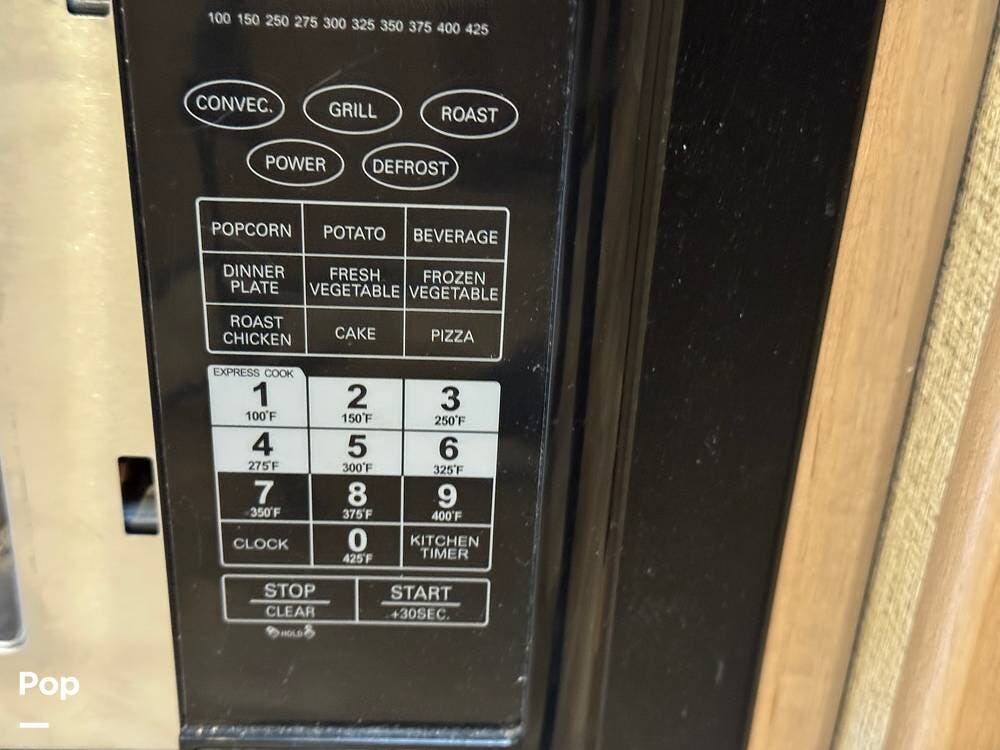 100 150 250 275 300 325 350 375 400 425
CONVEC. GRILL ROAST
POWER DEFROST
POPCORN POTATO BEVERAGE
DINNER PLATE FRESH VEGETABLE FROZEN VEGETABLE
ROAST CHICKEN CAKE PIZZA
EXPRESS COOK
1 2 3
100°F 150°F 250°F
4 5 6
275°F 300°F 325°F
7 8 9
350°F 375°F 400°F
CLOCK 0 KITCHEN TIMER
425°F
STOP START
CLEAR +30SEC.
HOLD
Pop